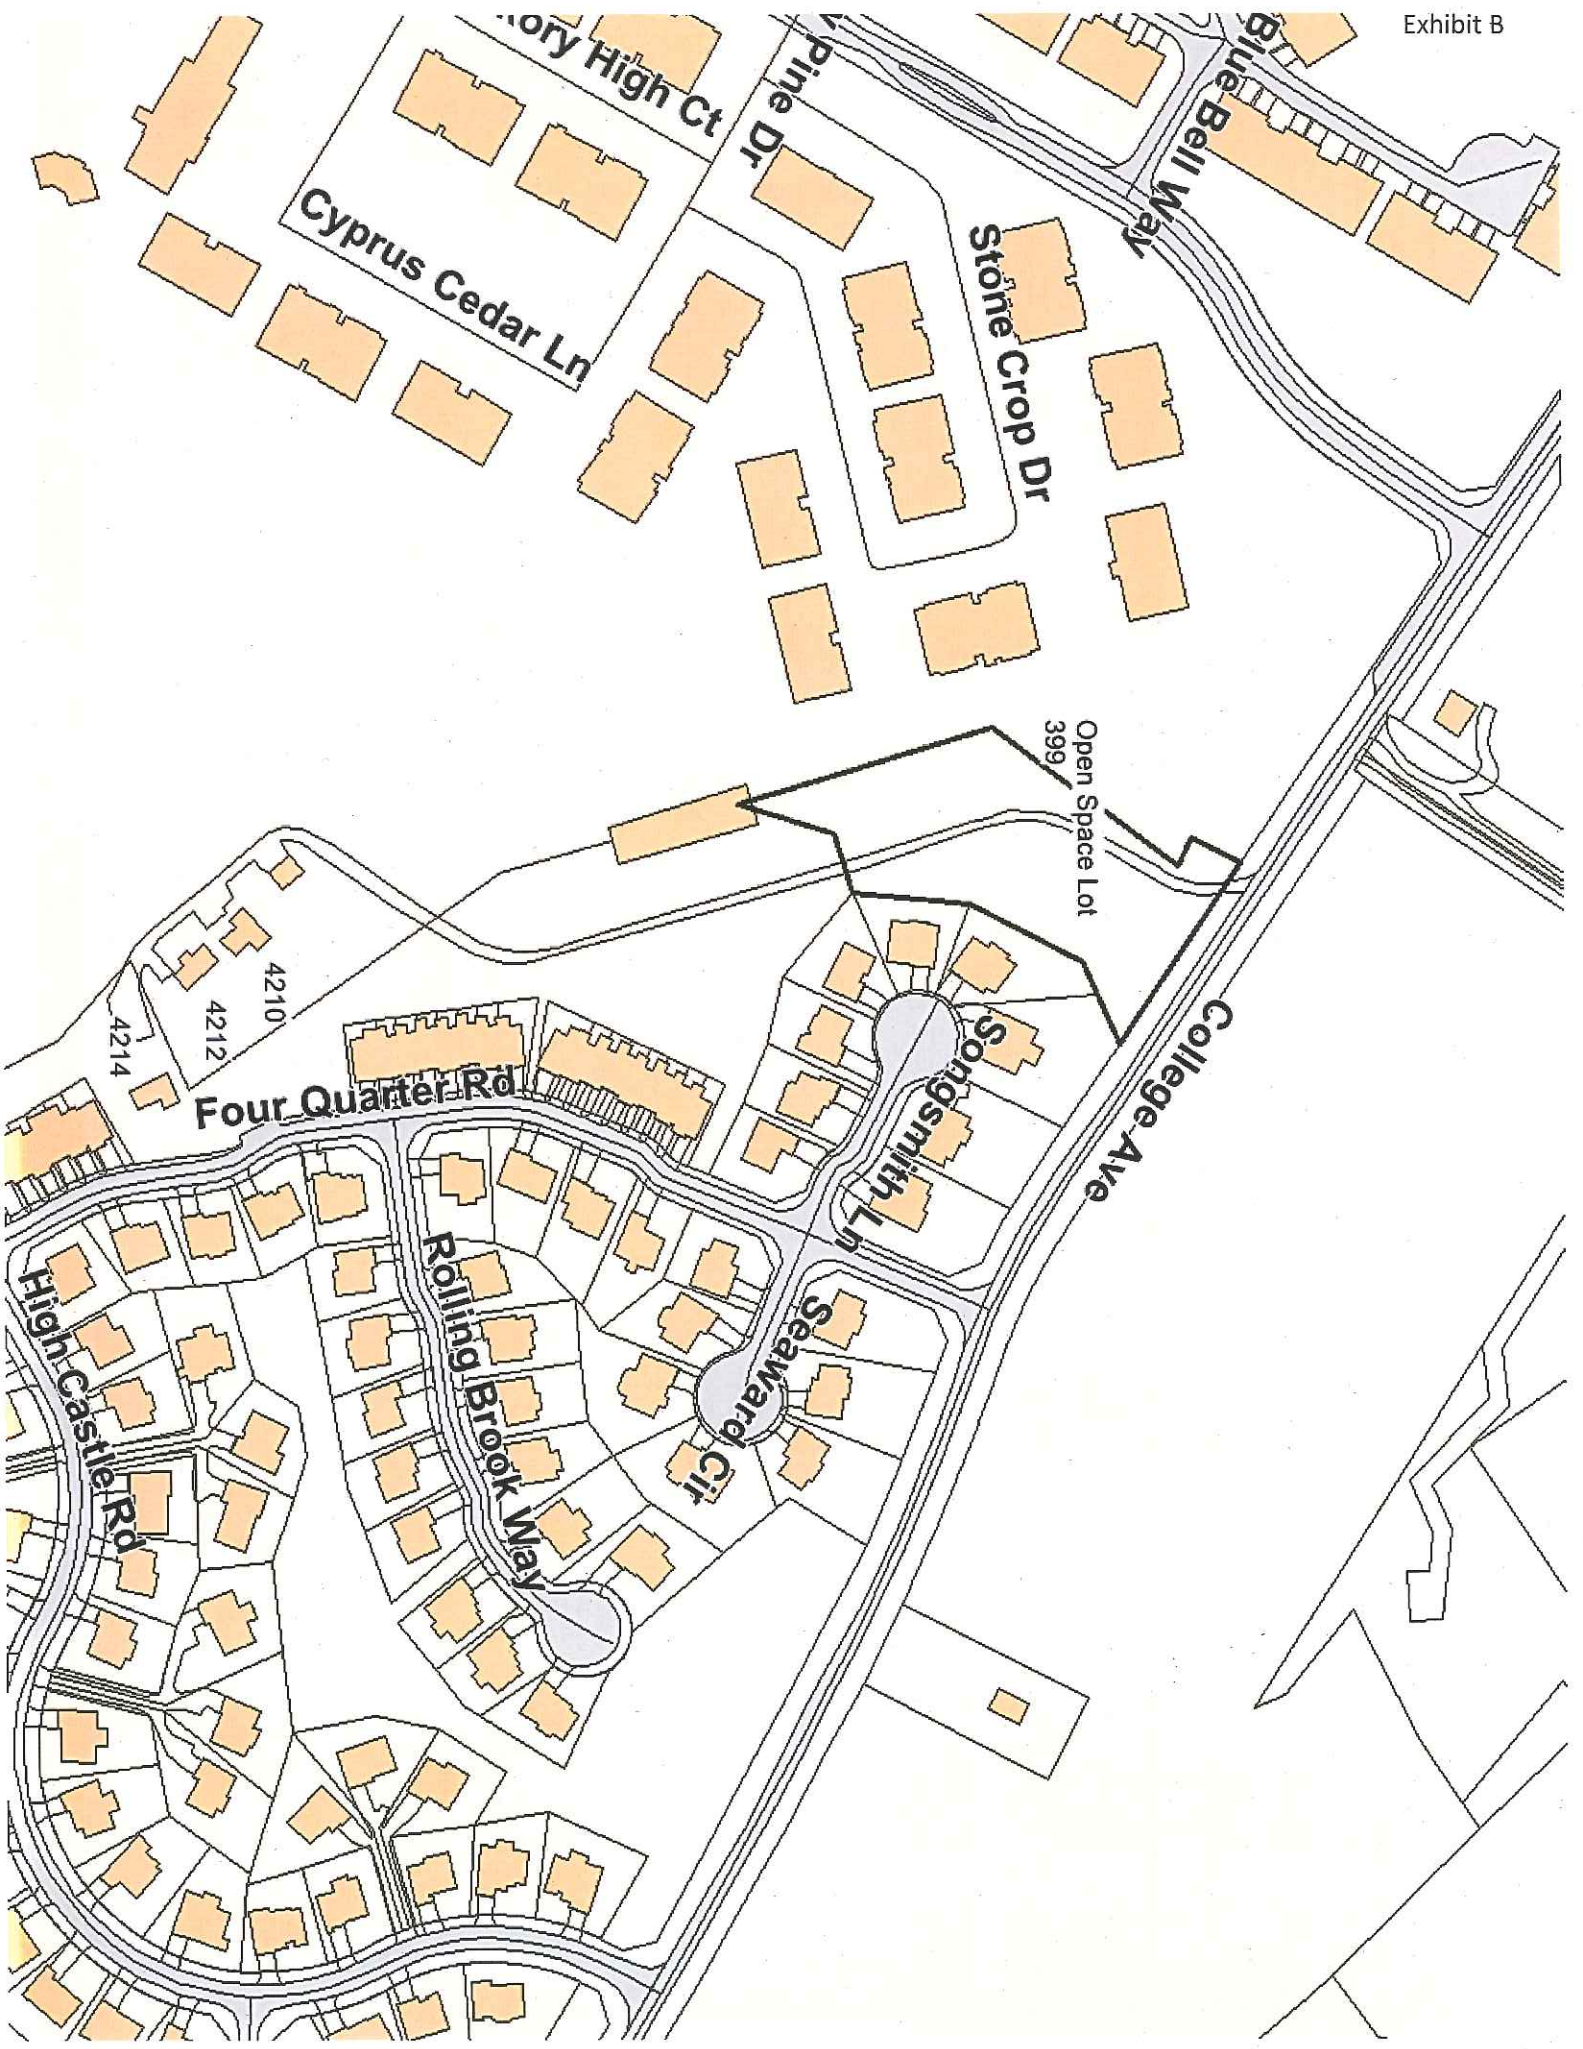 Exhibit B
kory High Ct
Pine Dr
Blue Bell Way
Cyprus Cedar Ln
Stone Crop Dr
Open Space Lot
399
College Ave
4210
4212
4214
Four Quarter Rd
Songsmith Ln
Seaward Cir
Rolling Brook Way
High Castle Rd